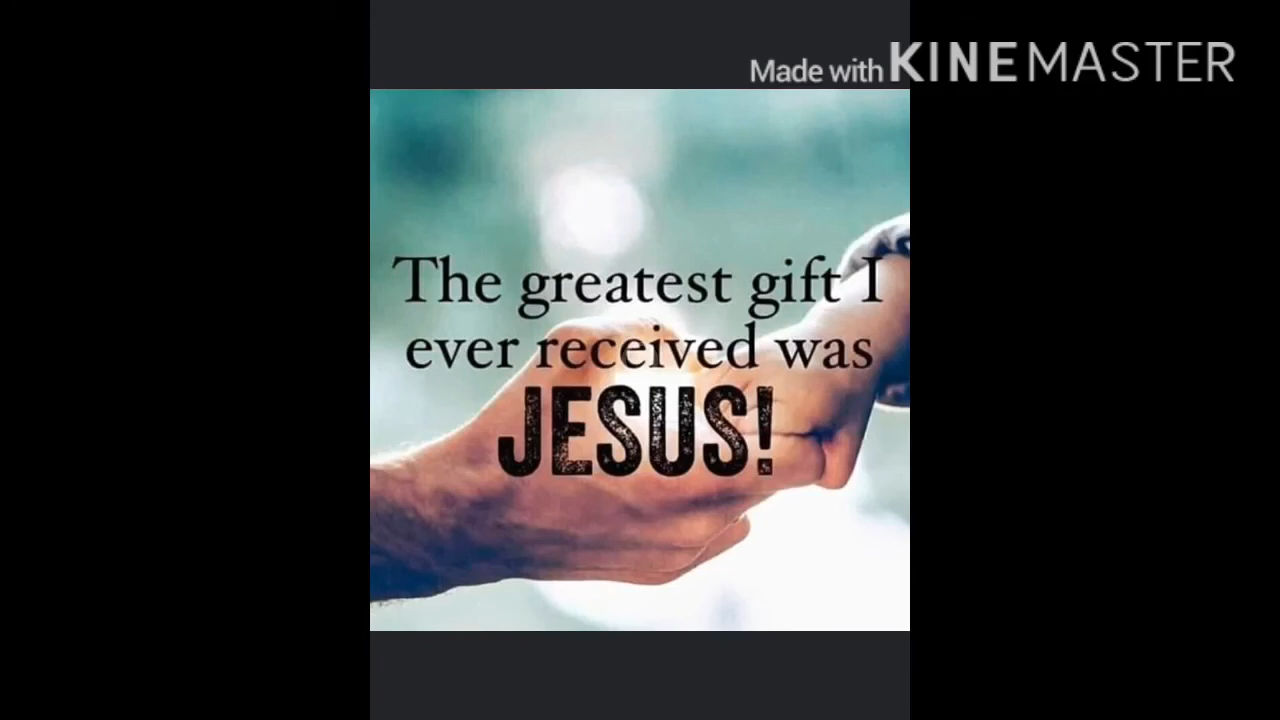 Made with KINEMASTER
The greatest gift I
ever received was
JESUS!